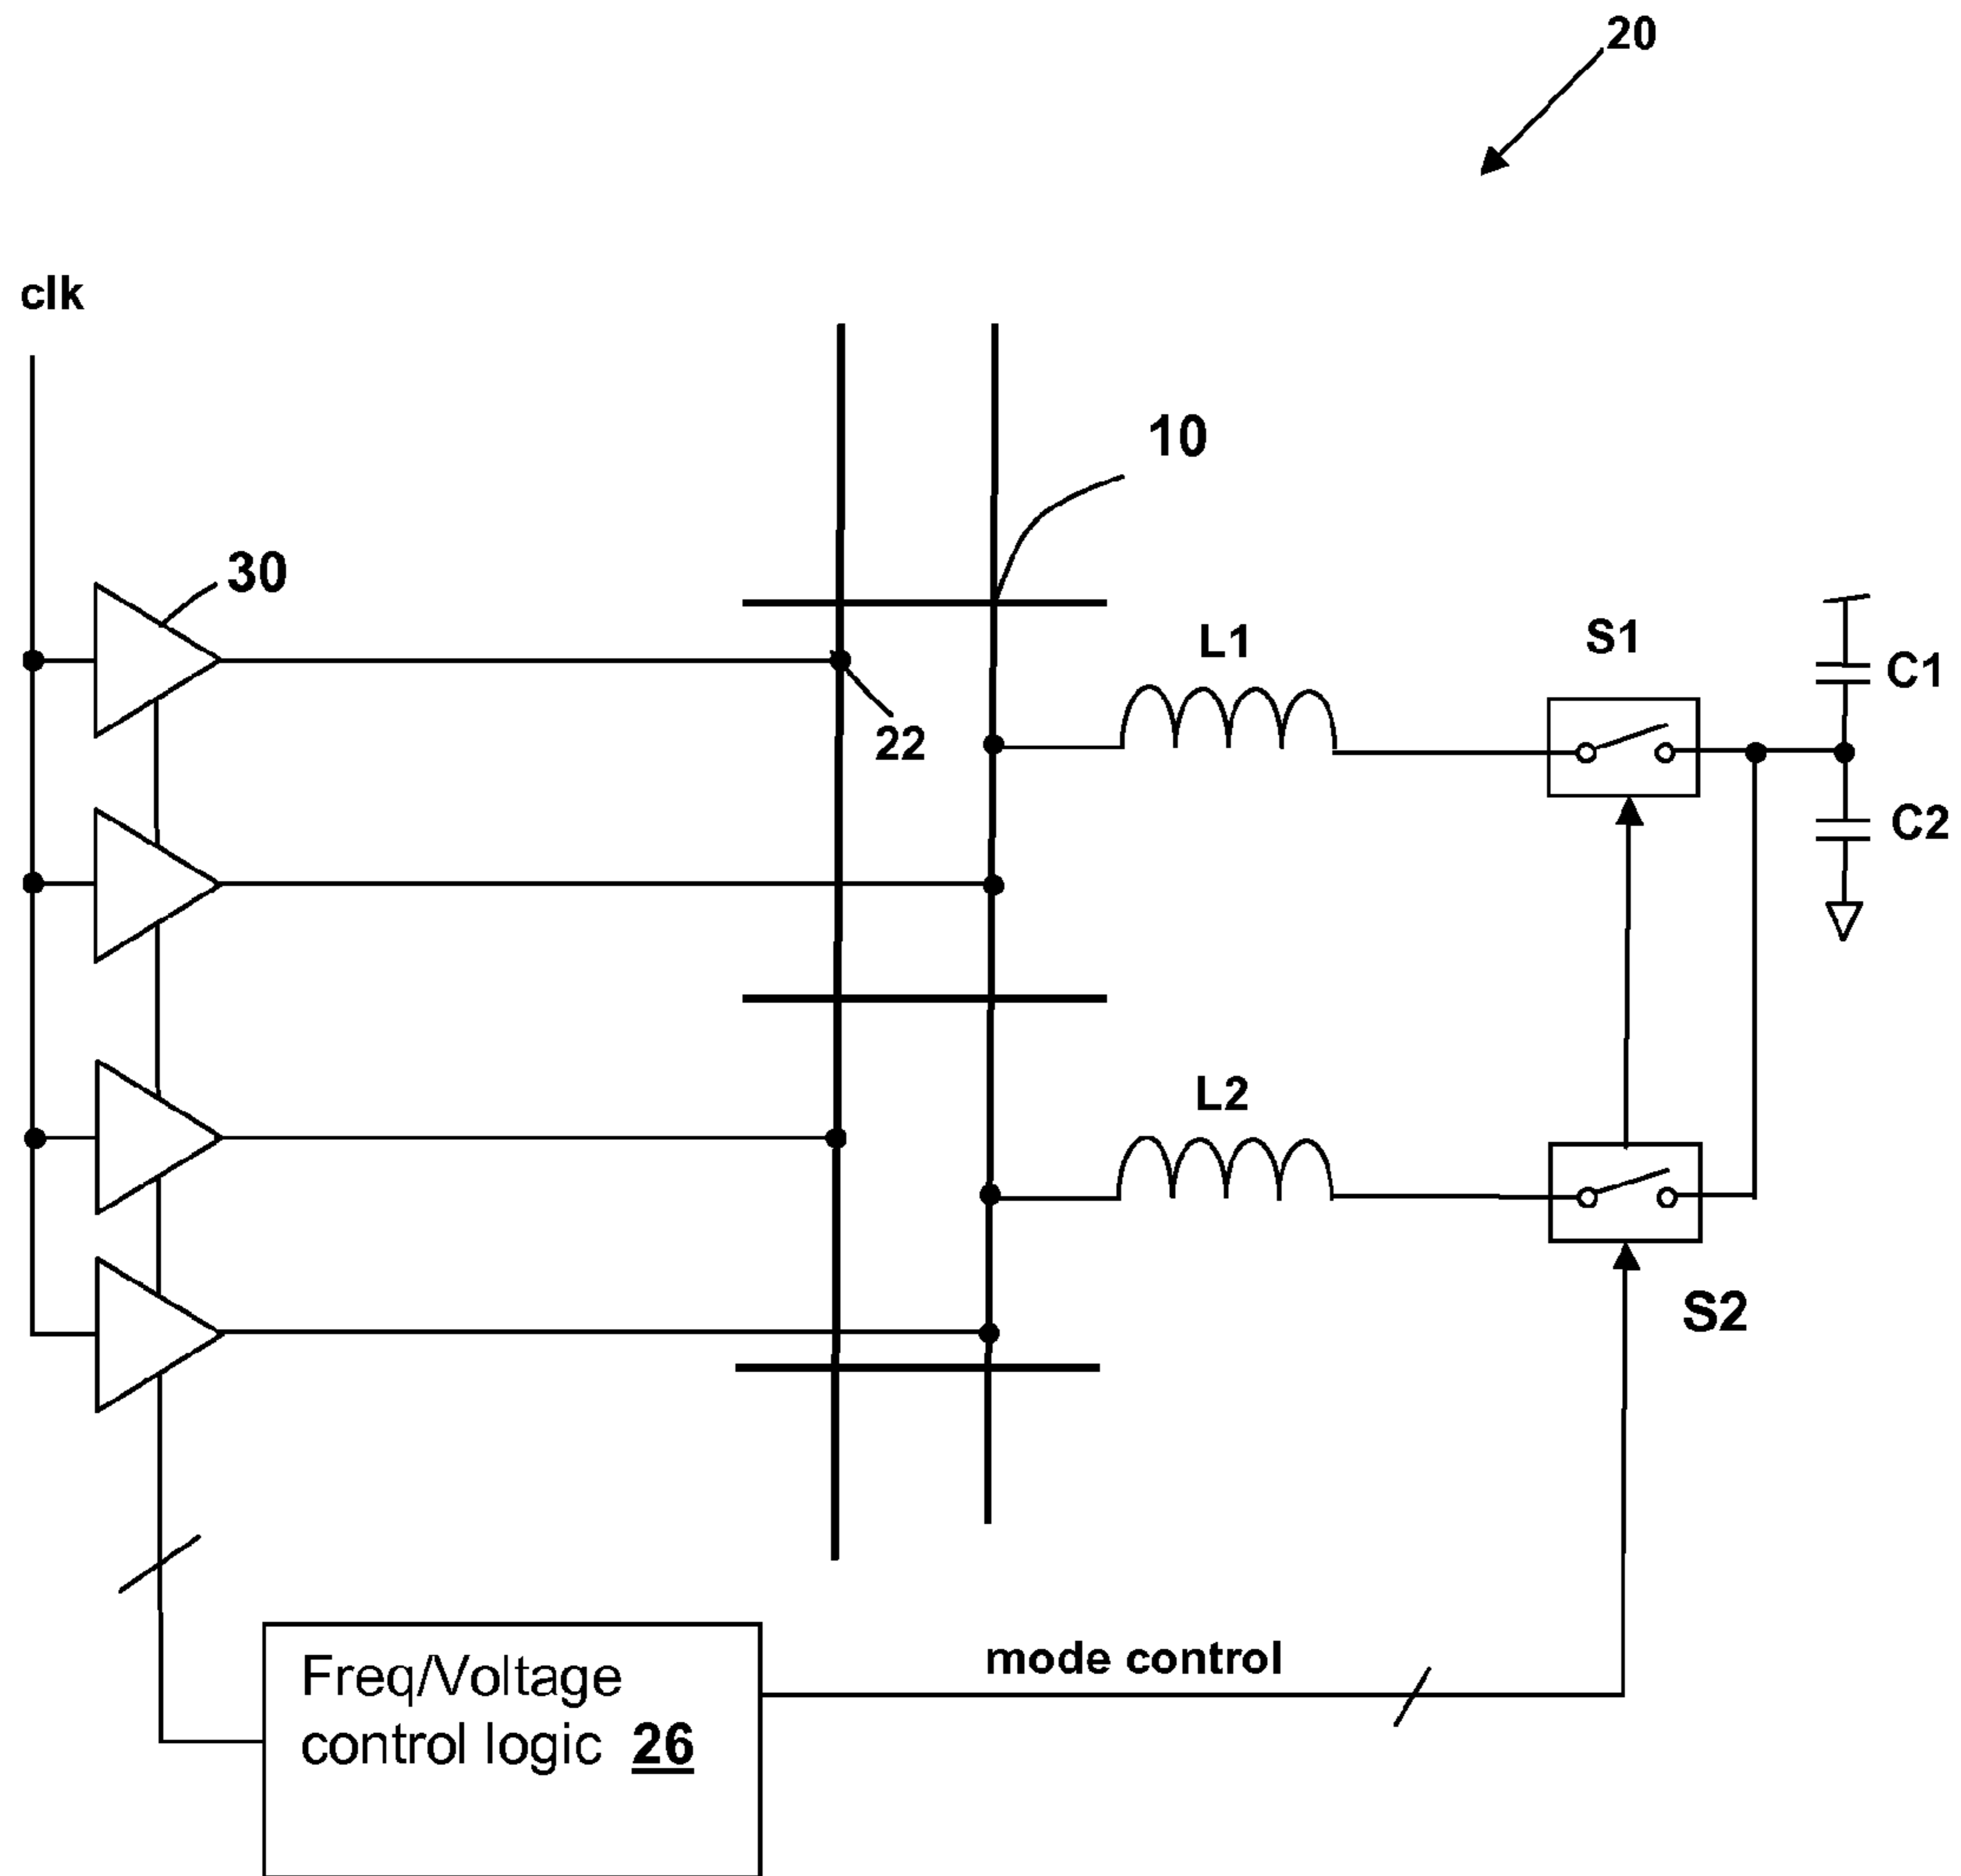 20
clk
10
30
L1
S1
C1
22
C2
L2
S2
mode control
Freq/Voltage
control logic 26